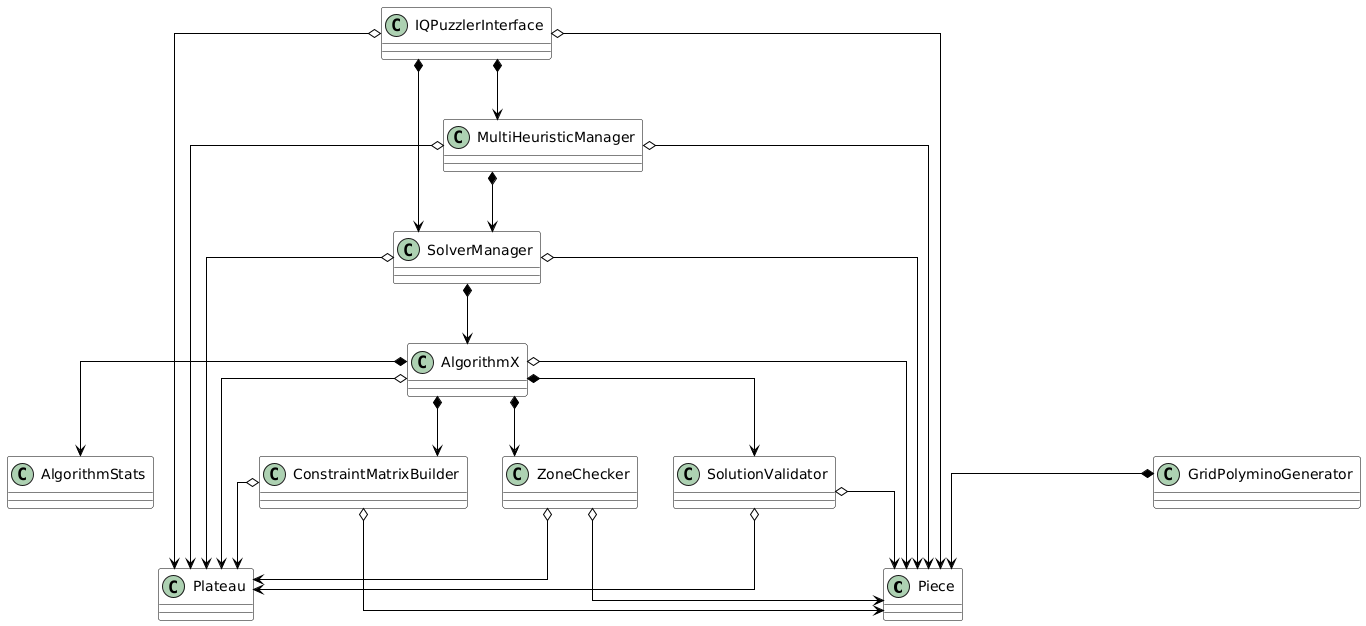 C IQPuzzlerInterface
C MultiHeuristicManager
C SolverManager
C AlgorithmX
C AlgorithmStats
C ConstraintMatrixBuilder
C ZoneChecker
C SolutionValidator
C GridPolyminoGenerator
C Plateau
C Piece